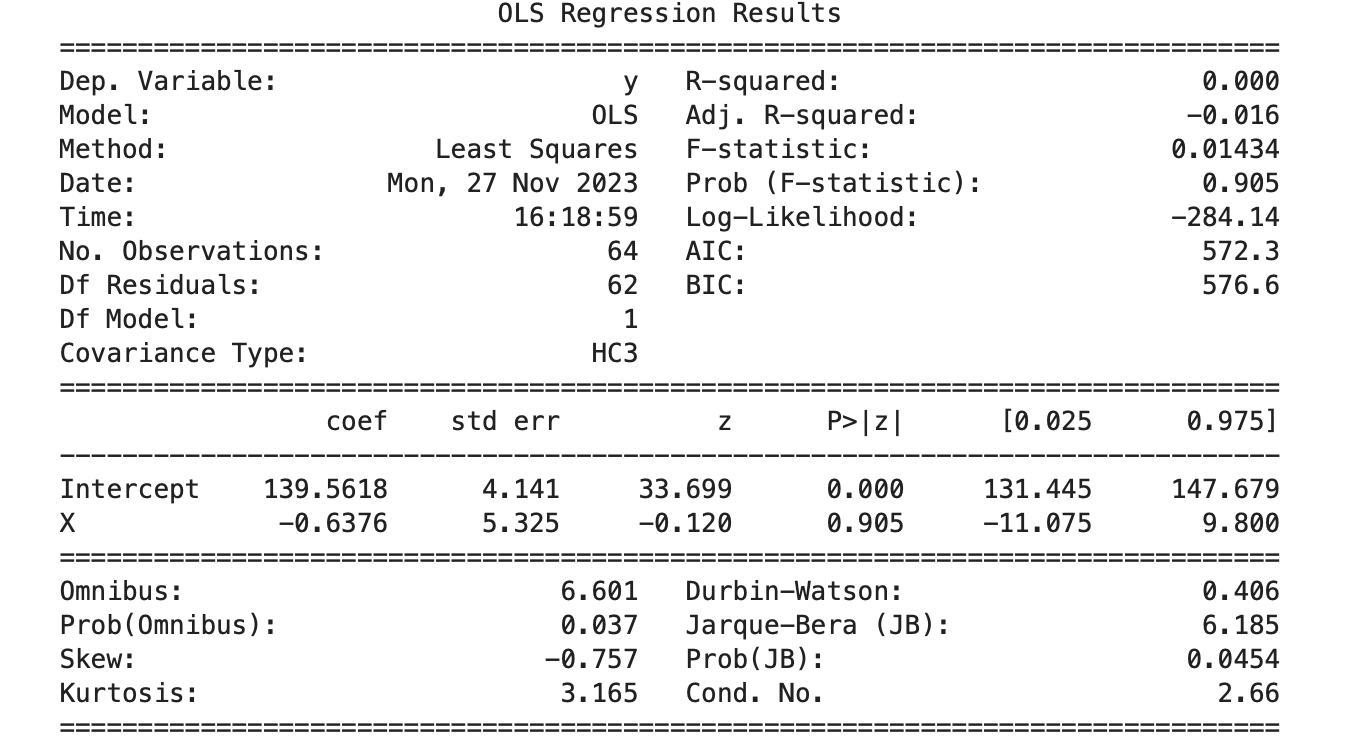 OLS Regression Results
==============================================================================
Dep. Variable:                      y   R-squared:                       0.000
Model:                            OLS   Adj. R-squared:                 -0.016
Method:                 Least Squares   F-statistic:                   0.01434
Date:                Mon, 27 Nov 2023   Prob (F-statistic):              0.905
Time:                        16:18:59   Log-Likelihood:                -284.14
No. Observations:                  64   AIC:                             572.3
Df Residuals:                      62   BIC:                             576.6
Df Model:                           1
Covariance Type:                  HC3
==============================================================================
                 coef    std err          z      P>|z|      [0.025      0.975]
------------------------------------------------------------------------------
Intercept    139.5618      4.141     33.699      0.000     131.445     147.679
X             -0.6376      5.325     -0.120      0.905     -11.075       9.800
==============================================================================
Omnibus:                        6.601   Durbin-Watson:                   0.406
Prob(Omnibus):                  0.037   Jarque-Bera (JB):                6.185
Skew:                          -0.757   Prob(JB):                       0.0454
Kurtosis:                       3.165   Cond. No.                         2.66
==============================================================================